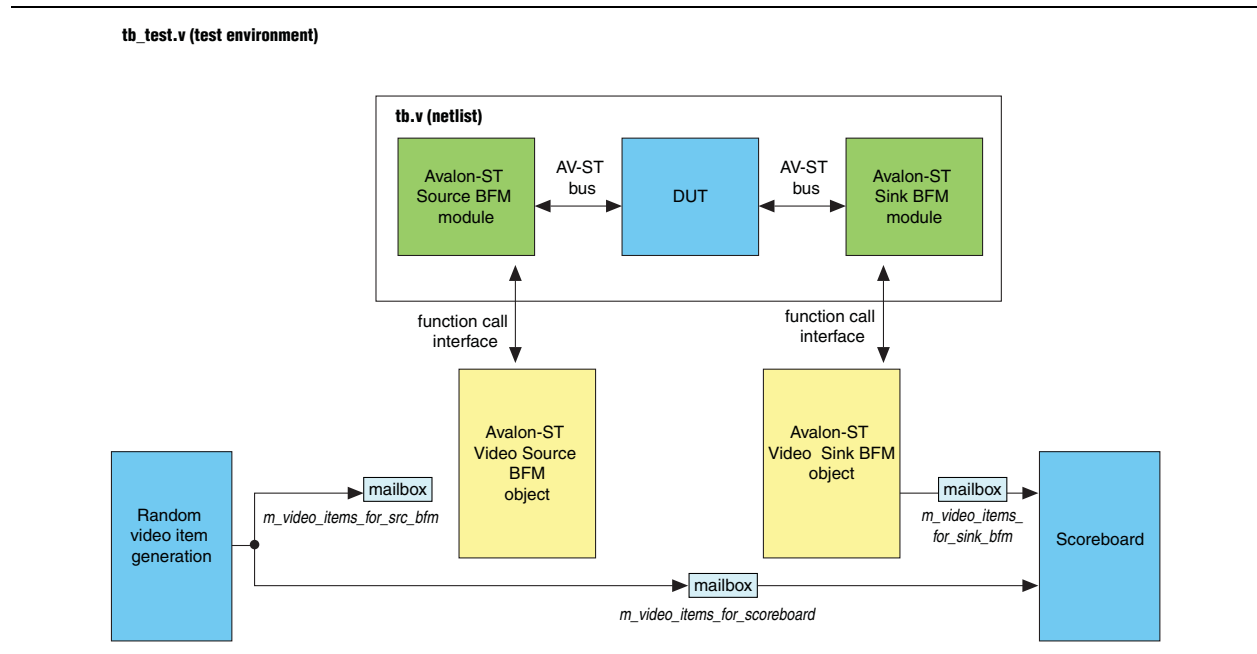 tb_test.v (test environment)
tb.v (netlist)
Avalon-ST
Source BFM
module
AV-ST
bus
DUT
AV-ST
bus
Avalon-ST
Sink BFM
module
function call
interface
function call
interface
Avalon-ST
Video Source
BFM
object
Avalon-ST
Video Sink BFM
object
Random
video item
generation
mailbox
m_video_items_for_src_bfm
mailbox
m_video_items_
for_sink_bfm
Scoreboard
mailbox
m_video_items_for_scoreboard